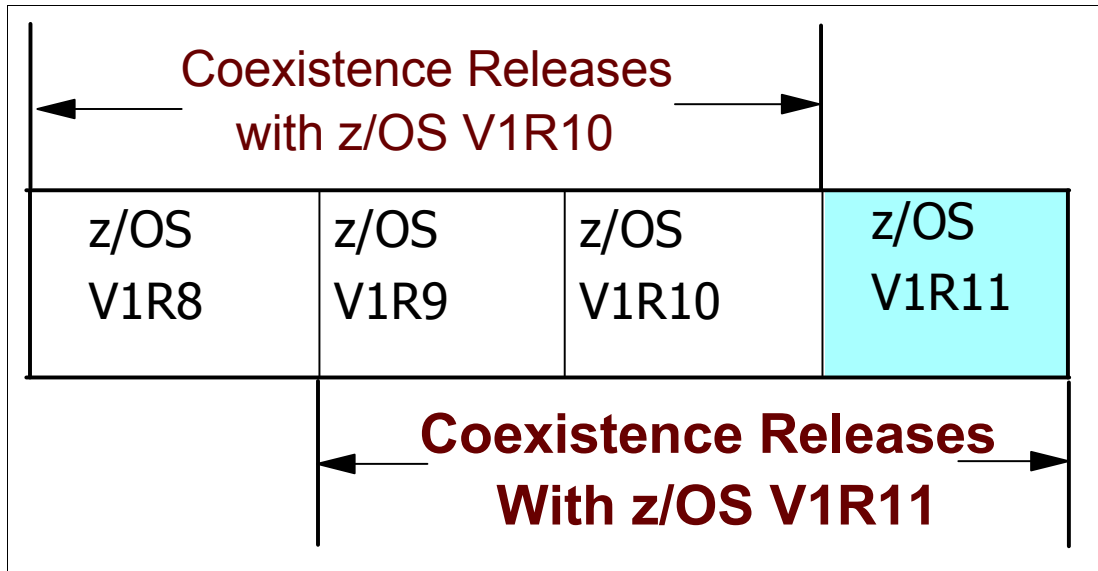 Coexistence Releases
with z/OS V1R10
z/OS
V1R8
z/OS
V1R9
z/OS
V1R10
z/OS
V1R11
Coexistence Releases
With z/OS V1R11